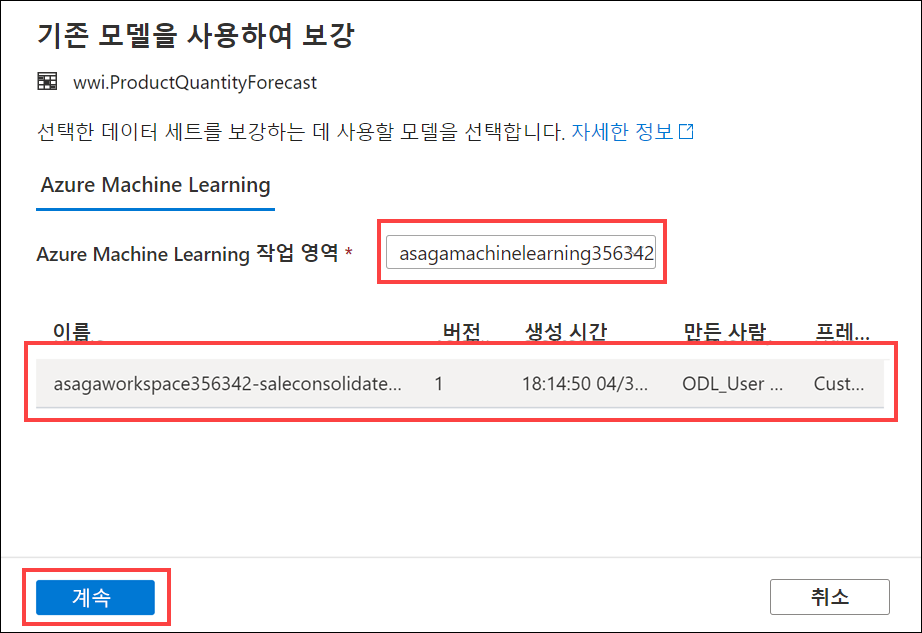 기존 모델을 사용하여 보강
wwi.ProductQuantityForecast
선택한 데이터 세트를 보강하는 데 사용할 모델을 선택합니다. 자세한 정보
Azure Machine Learning
Azure Machine Learning 작업 영역 * asagamachinelearning356342
이름 버전 생성 시간 만든 사람 프레...
asagaworkspace356342-saleconsolidate... 1 18:14:50 04/3... ODL_User ... Cust...
계속 취소